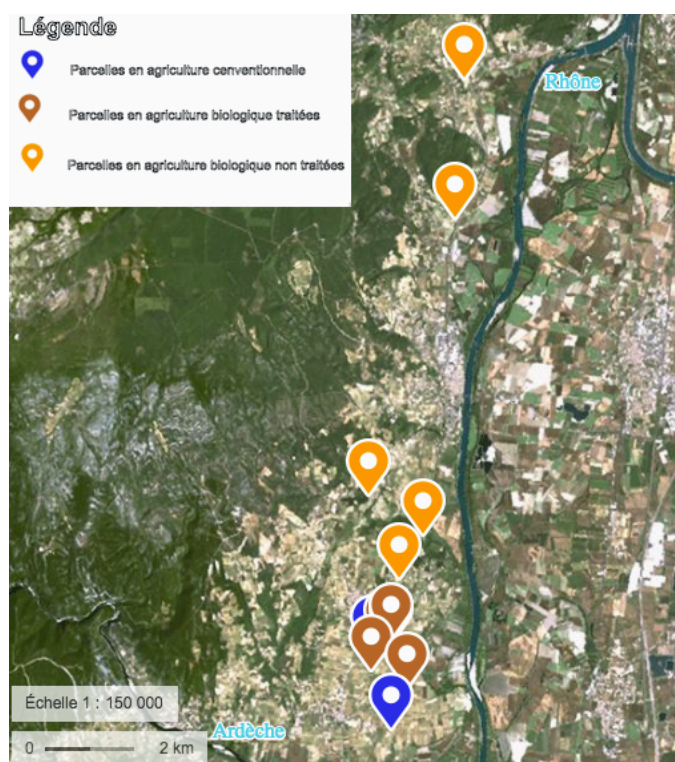 Légende
Parcelles en agriculture cenventionnelle
Parcelles en agriculture biologique traitées
Parcelles en agriculture biologique non traitées
Rhône
Échelle 1 : 150 000
Ardèche
0 2 km